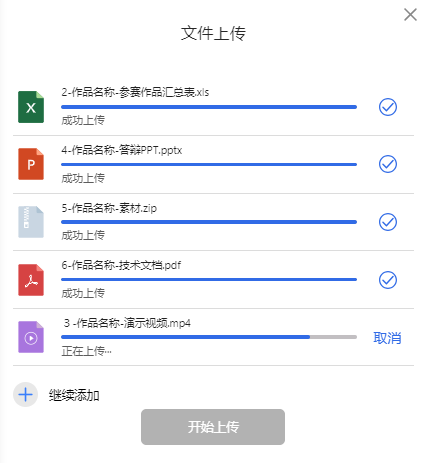 文件上传
2-作品名称-参赛作品汇总表.xls
成功上传
4-作品名称-答辩PPT.pptx
成功上传
5-作品名称-素材.zip
成功上传
6-作品名称-技术文档.pdf
成功上传
3 -作品名称-演示视频.mp4
取消
正在上传...
继续添加
开始上传